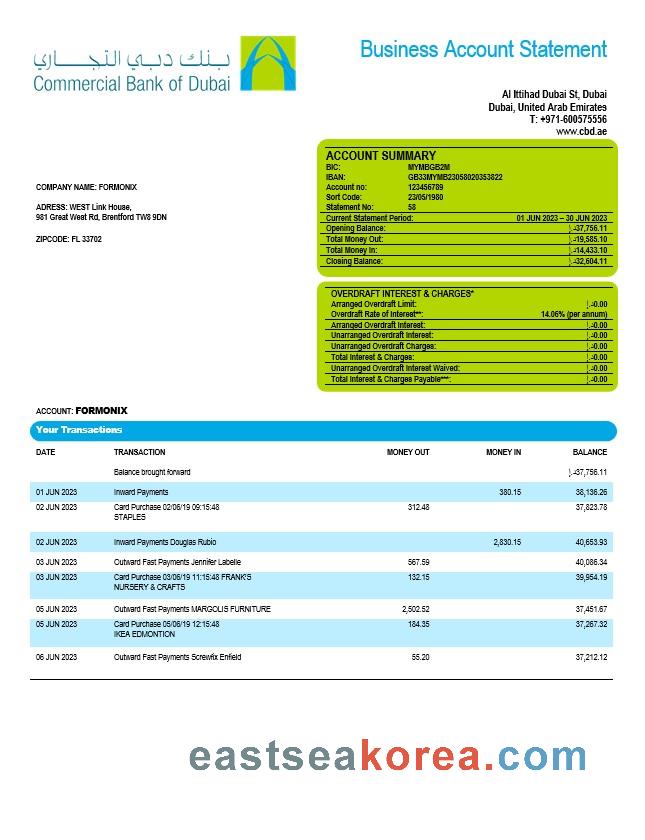 Business Account Statement
بنك دبي التجاري
Commercial Bank of Dubai
Al Ittihad Dubai St, Dubai
Dubai, United Arab Emirates
T: +971-600575556
www.cbd.ae
ACCOUNT SUMMARY
BIC: MYMBGB2M
IBAN: GB33MYMB23058020353822
Account no: 123456789
Sort Code: 23/05/1980
Statement No: 58
Current Statement Period: 01 JUN 2023 – 30 JUN 2023
Opening Balance: 37,756.11
Total Money Out: 19,585.10
Total Money In: 14,433.10
Closing Balance: 32,604.11
COMPANY NAME: FORMONIX
ADRESS: WEST Link House,
981 Great West Rd, Brentford TW8 9DN
ZIPCODE: FL 33702
OVERDRAFT INTEREST & CHARGES*
Arranged Overdraft Limit: 0.00
Overdraft Rate of Interest**: 14.06% (per annum)
Arranged Overdraft Interest: 0.00
Unarranged Overdraft Interest: 0.00
Unarranged Overdraft Charges: 0.00
Total Interest & Charges: 0.00
Unarranged Overdraft Interest Waived: 0.00
Total Interest & Charges Payable***: 0.00
ACCOUNT: FORMONIX
Your Transactions
DATE TRANSACTION MONEY OUT MONEY IN BALANCE
Balance brought forward 37,756.11
01 JUN 2023 Inward Payments 380.15 38,136.26
02 JUN 2023 Card Purchase 02/06/19 09:15:48 312.48 37,823.78
STAPLES
02 JUN 2023 Inward Payments Douglas Rubio 2,830.15 40,653.93
03 JUN 2023 Outward Fast Payments Jennifer Labelle 567.59 40,086.34
03 JUN 2023 Card Purchase 03/06/19 11:15:48 FRANK'S 132.15 39,954.19
NURSERY & CRAFTS
05 JUN 2023 Outward Fast Payments MARGOLIS FURNITURE 2,502.52 37,451.67
05 JUN 2023 Card Purchase 05/06/19 12:15:48 184.35 37,267.32
IKEA EDMONTION
06 JUN 2023 Outward Fast Payments Screwfix Enfield 55.20 37,212.12
eastseakorea.com